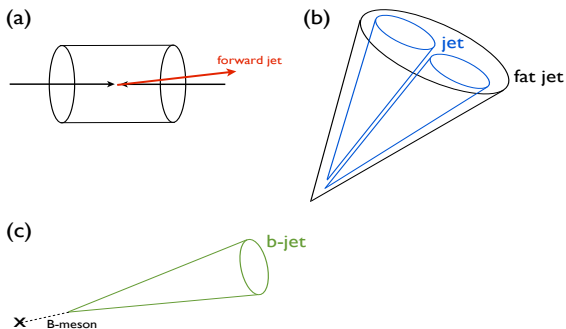 (a)
forward jet
(b)
jet
fat jet
(c)
b-jet
X
B-meson